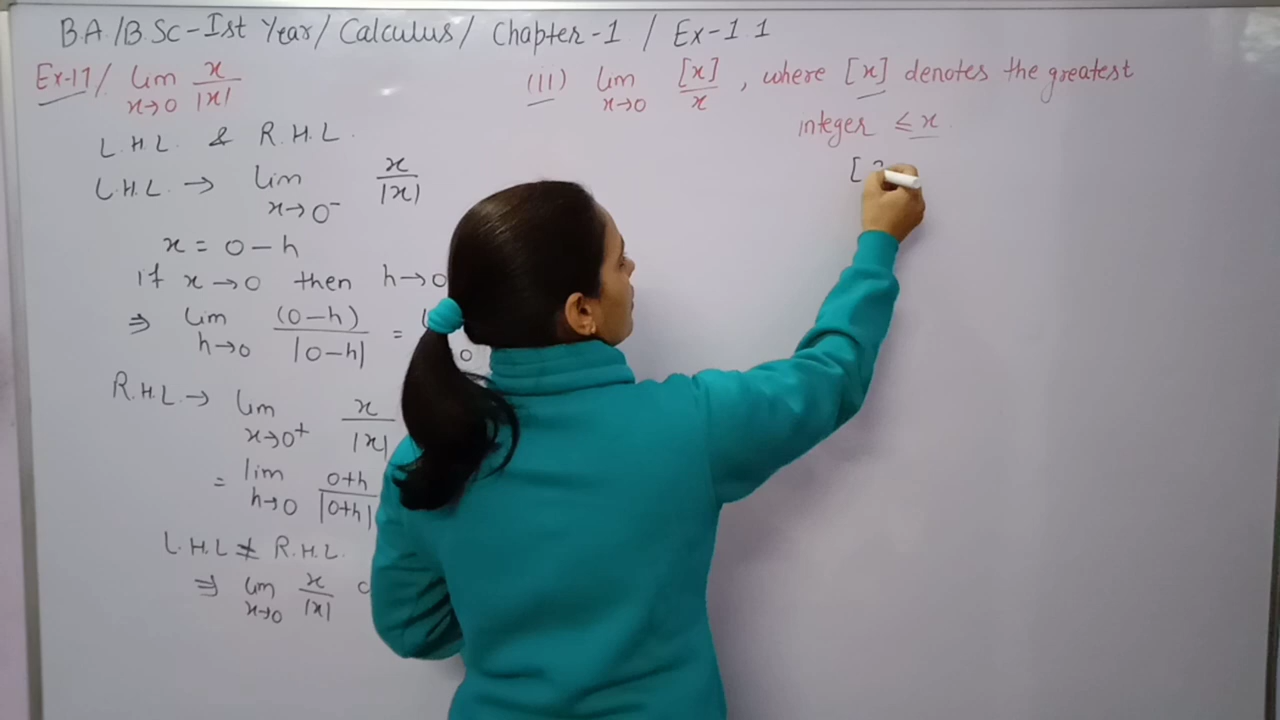 B.A./B.Sc-Ist Year/ Calculus/ Chapter-1 / Ex-1.1
Ex-17/ lim x→0 x/|x|
L.H.L. & R.H.L.
L.H.L. → lim x→0⁻ x/|x|
x = 0-h
if x→0 then h→0
⇒ lim h→0 (0-h)/|0-h| =
R.H.L. → lim x→0⁺ x/|x|
= lim h→0 0+h/|0+h|
L.H.L ≠ R.H.L.
⇒ lim x→0 x/|x|
(II) lim x→0 [x]/x , where [x] denotes the greatest
integer ≤ x.
[